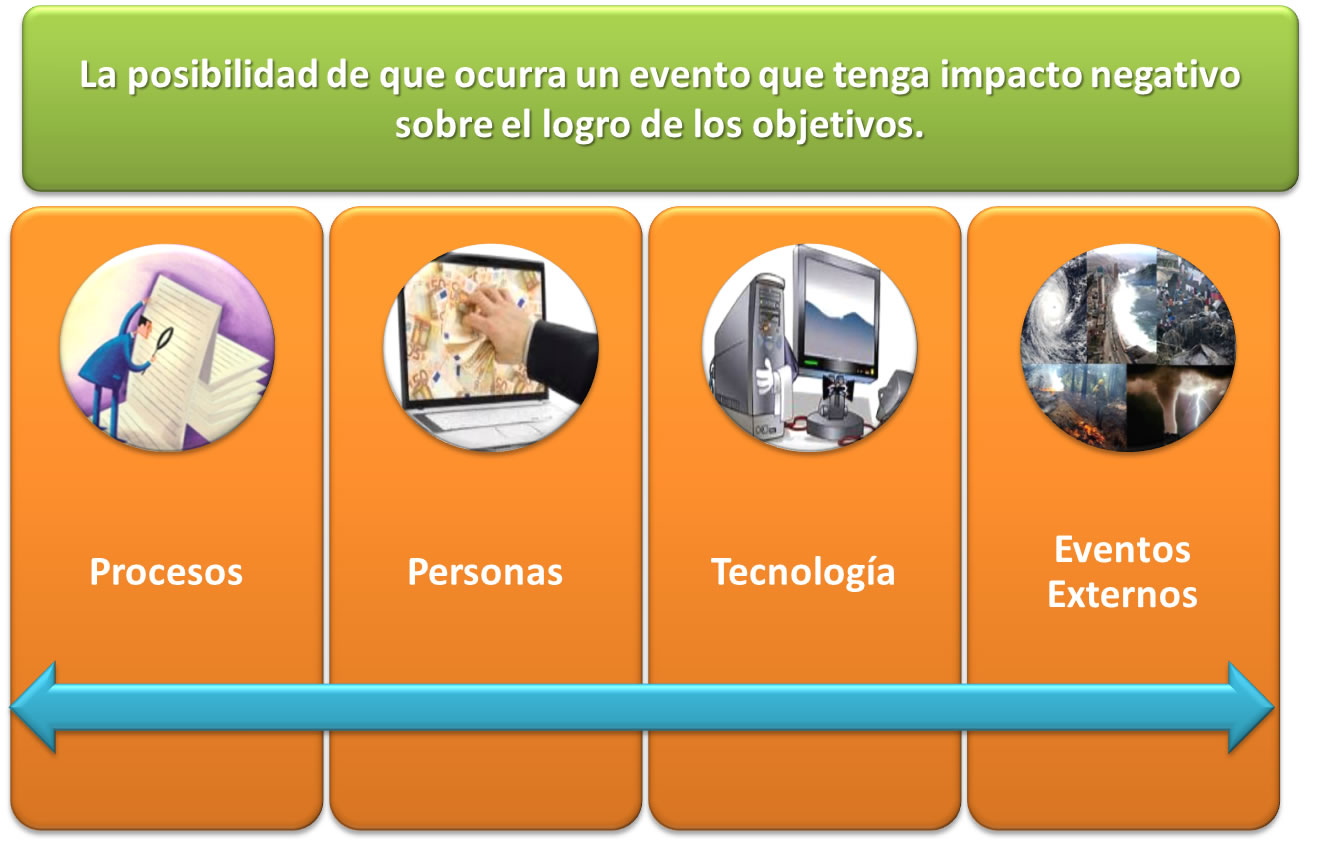 La posibilidad de que ocurra un evento que tenga impacto negativo
sobre el logro de los objetivos.
Procesos
Personas
Tecnología
Eventos
Externos